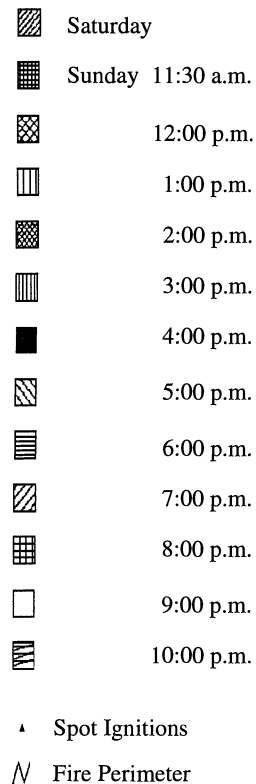 Saturday
Sunday 11:30 a.m.
12:00 p.m.
1:00 p.m.
2:00 p.m.
3:00 p.m.
4:00 p.m.
5:00 p.m.
6:00 p.m.
7:00 p.m.
8:00 p.m.
9:00 p.m.
10:00 p.m.
Spot Ignitions
Fire Perimeter